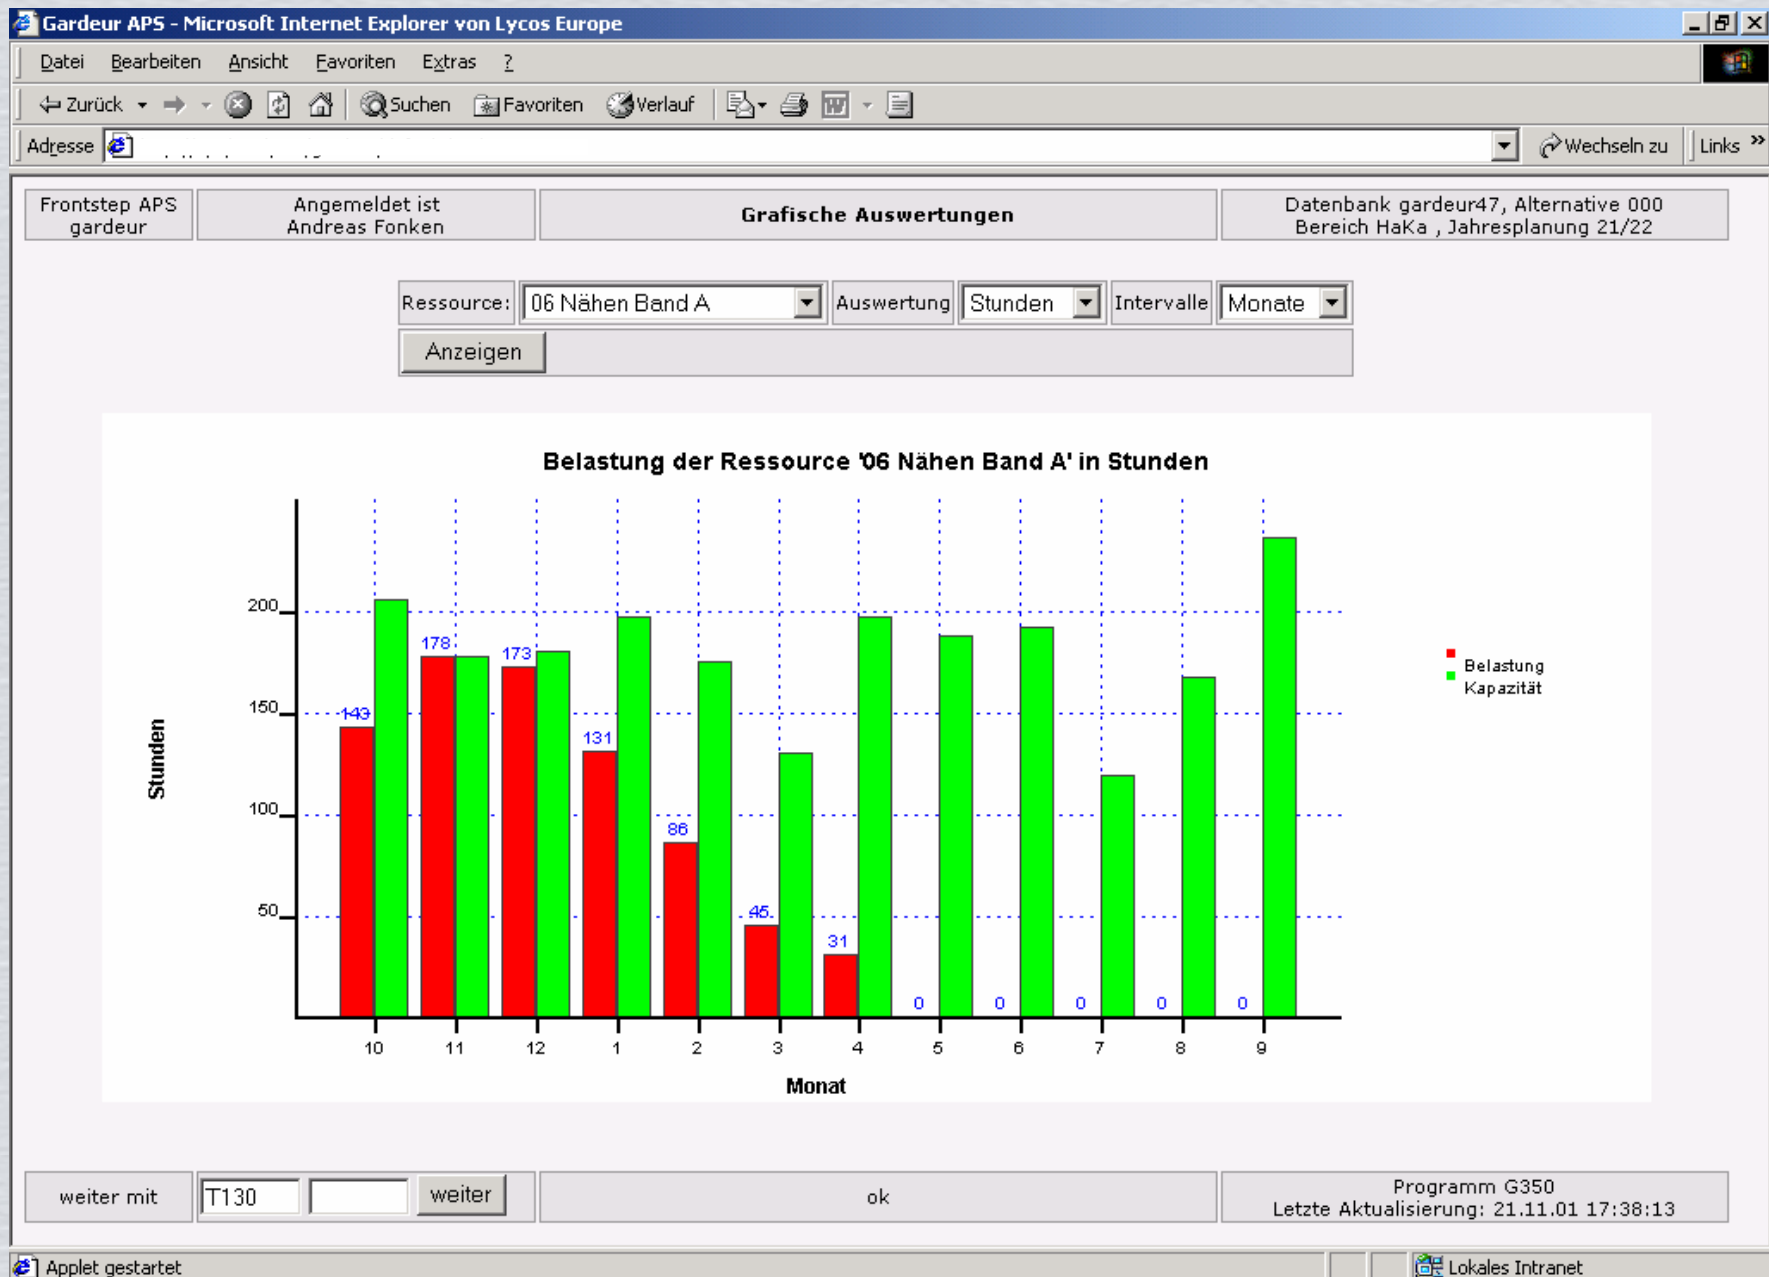 Gardeur APS - Microsoft Internet Explorer von Lycos Europe
Datei Bearbeiten Ansicht Favoriten Extras ?
Zurück Suchen Favoriten Verlauf
Adresse Wechseln zu Links »
Frontstep APS
gardeur
Angemeldet ist
Andreas Fonken
Grafische Auswertungen
Datenbank gardeur47, Alternative 000
Bereich HaKa , Jahresplanung 21/22
Ressource: 06 Nähen Band A Auswertung Stunden Intervalle Monate
Anzeigen
Belastung der Ressource '06 Nähen Band A' in Stunden
Stunden
200
150
100
50
143 178 173 131 86 45 31 0 0 0 0 0
10 11 12 1 2 3 4 5 6 7 8 9
Monat
Belastung
Kapazität
weiter mit T130 weiter
ok
Programm G350
Letzte Aktualisierung: 21.11.01 17:38:13
Applet gestartet
Lokales Intranet